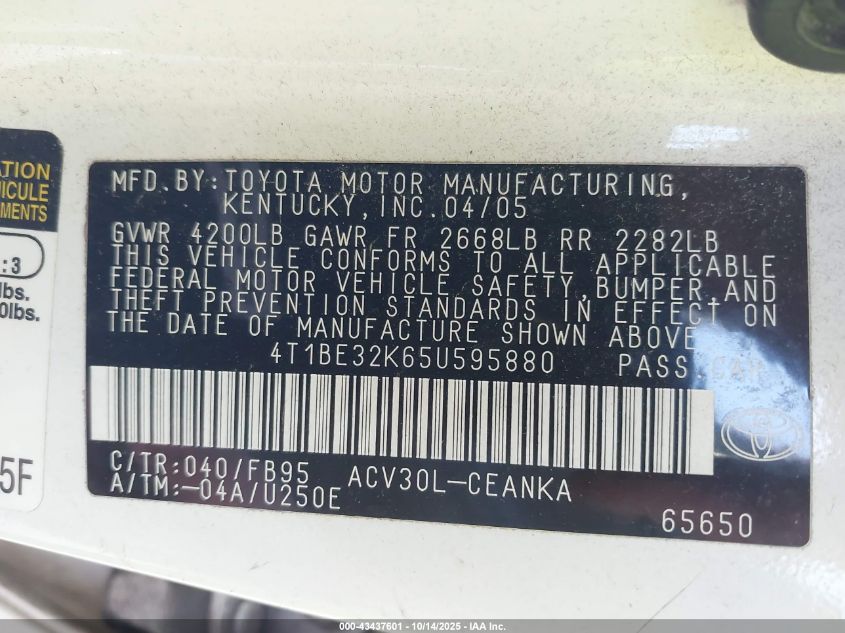 ATION
HICULE
EMENTS
:3
lbs.
0lbs.
5F
MFD.BY:TOYOTA MOTOR MANUFACTURING,
KENTUCKY,INC.04/05
GVWR 4200LB GAWR FR 2668LB RR 2282LB
THIS VEHICLE CONFORMS TO ALL APPLICABLE
FEDERAL MOTOR VEHICLE SAFETY,BUMPER,AND
THEFT PREVENTION STANDARDS IN EFFECT ON
THE DATE OF MANUFACTURE SHOWN ABOVE.
4T1BE32K65U595880 PASS.CAR
C/TR:040/FB95 ACV30L-CEANKA
A/TM:-04A/U250E
65650
000-43437601 - 10/14/2025 - IAA Inc.